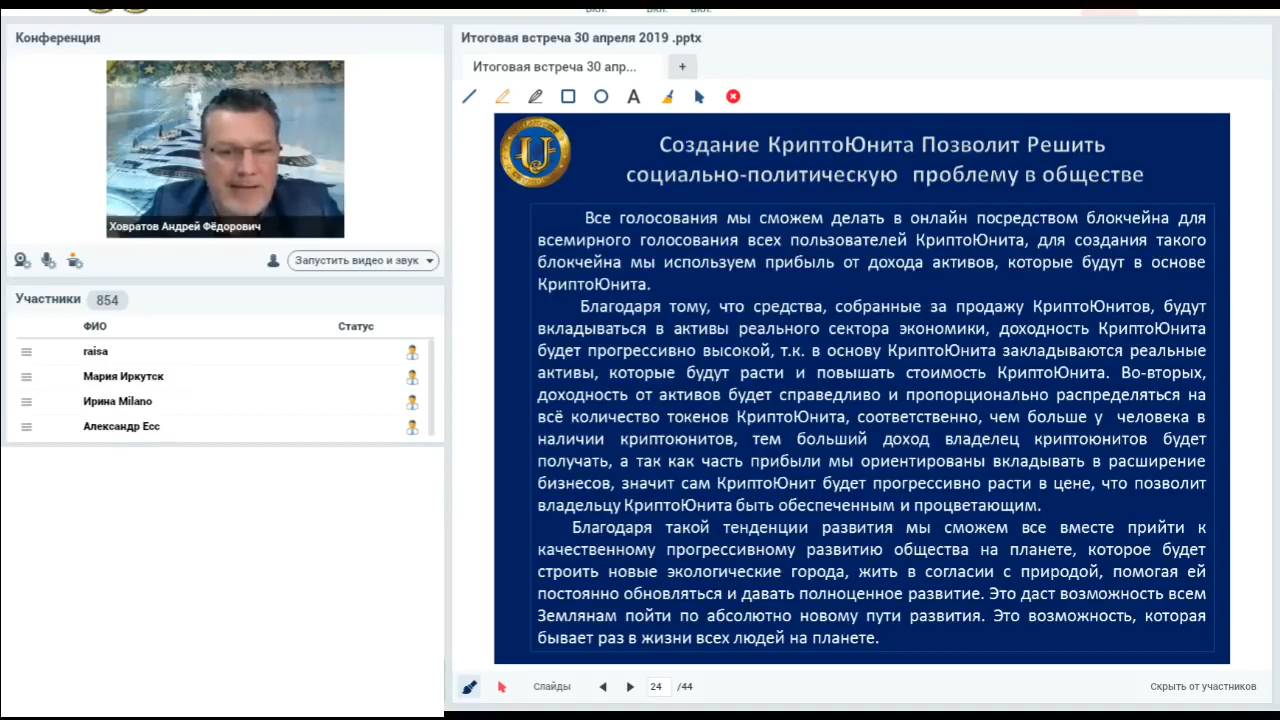 вкл.
вкл.
вкл.
Конференция
Ховратов Андрей Фёдорович
Запустить видео и звук
Участники 854
ФИО Статус
raisa
Мария Иркутск
Ирина Milano
Александр Есс
Итоговая встреча 30 апреля 2019 .pptx
Итоговая встреча 30 апр... +
A
Создание КриптоЮнита Позволит Решить
социально-политическую проблему в обществе
Все голосования мы сможем делать в онлайн посредством блокчейна для
всемирного голосования всех пользователей КриптоЮнита, для создания такого
блокчейна мы используем прибыль от дохода активов, которые будут в основе
КриптоЮнита.
Благодаря тому, что средства, собранные за продажу КриптоЮнитов, будут
вкладываться в активы реального сектора экономики, доходность КриптоЮнита
будет прогрессивно высокой, т.к. в основу КриптоЮнита закладываются реальные
активы, которые будут расти и повышать стоимость КриптоЮнита. Во-вторых,
доходность от активов будет справедливо и пропорционально распределяться на
всё количество токенов КриптоЮнита, соответственно, чем больше у человека в
наличии криптоюнитов, тем больший доход владелец криптоюнитов будет
получать, а так как часть прибыли мы ориентированы вкладывать в расширение
бизнесов, значит сам КриптоЮнит будет прогрессивно расти в цене, что позволит
владельцу КриптоЮнита быть обеспеченным и процветающим.
Благодаря такой тенденции развития мы сможем все вместе прийти к
качественному прогрессивному развитию общества на планете, которое будет
строить новые экологические города, жить в согласии с природой, помогая ей
постоянно обновляться и давать полноценное развитие. Это даст возможность всем
Землянам пойти по абсолютно новому пути развития. Это возможность, которая
бывает раз в жизни всех людей на планете.
Слайды 24 /44 Скрыть от участников